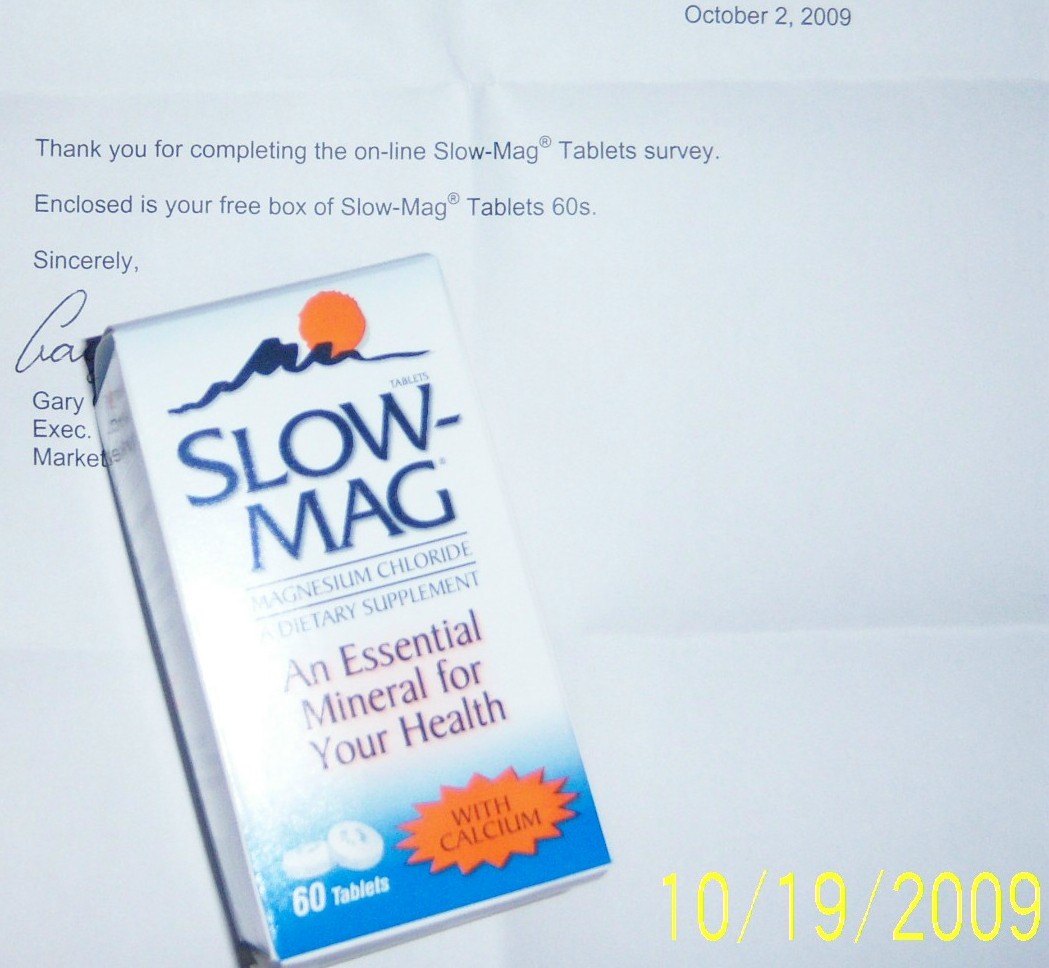 October 2, 2009
Thank you for completing the on-line Slow-Mag® Tablets survey.
Enclosed is your free box of Slow-Mag® Tablets 60s.
Sincerely,
Gary
Exec.
Market
TABLETS
SLOW-
MAG®
MAGNESIUM CHLORIDE
A DIETARY SUPPLEMENT
An Essential
Mineral for
Your Health
WITH
CALCIUM
60 Tablets
10/19/2009